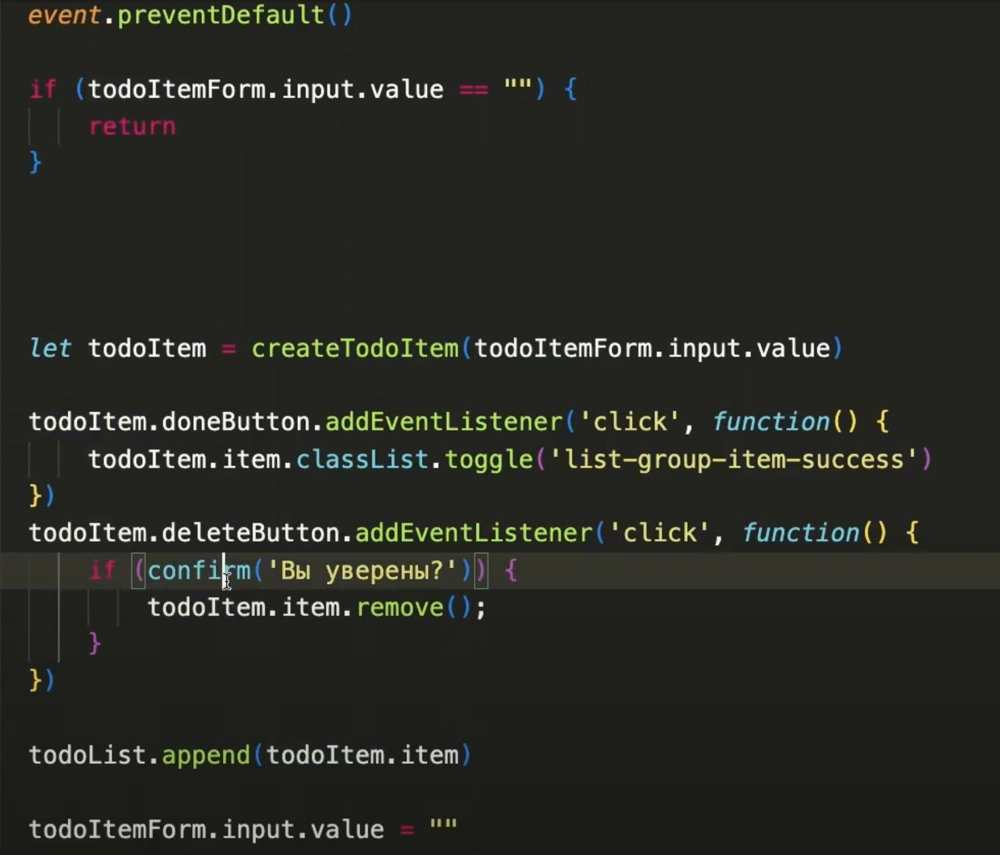 event.preventDefault()
if (todoItemForm.input.value == "") {
return
}
let todoItem = createTodoItem(todoItemForm.input.value)
todoItem.doneButton.addEventListener('click', function() {
todoItem.item.classList.toggle('list-group-item-success')
})
todoItem.deleteButton.addEventListener('click', function() {
if (confirm('Вы уверены?')) {
todoItem.item.remove();
}
})
todoList.append(todoItem.item)
todoItemForm.input.value = ""